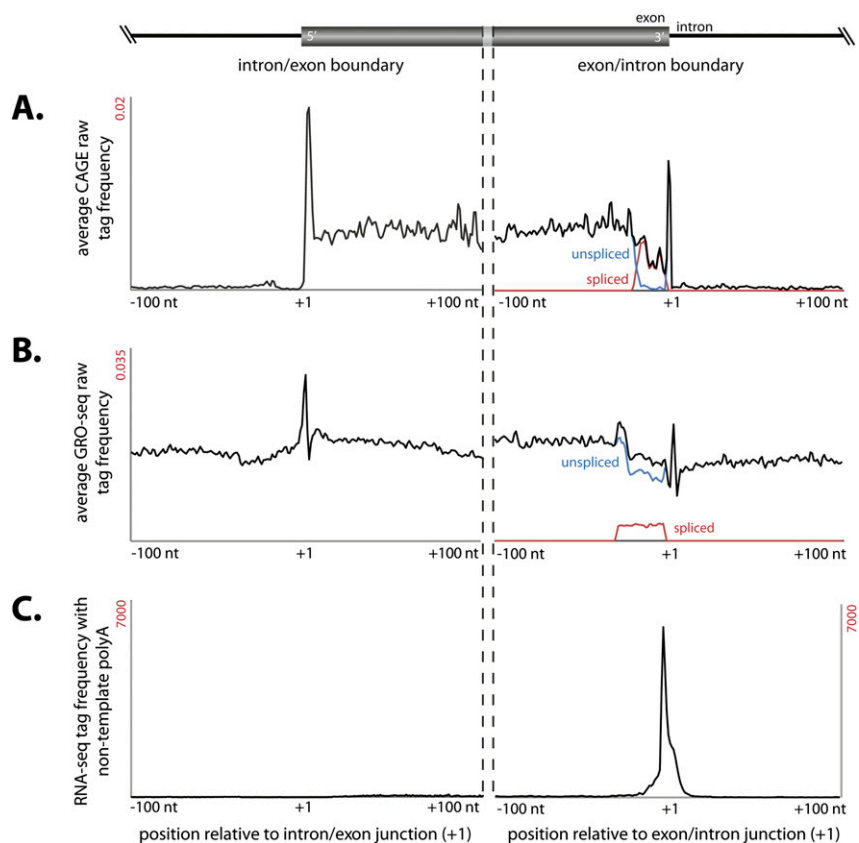 exon
intron
5′
3′
intron/exon boundary
exon/intron boundary
A.
average CAGE raw
tag frequency
0.02
unspliced
spliced
-100 nt
+1
+100 nt
-100 nt
+1
+100 nt
B.
average GRO-seq raw
tag frequency
0.035
unspliced
spliced
-100 nt
+1
+100 nt
-100 nt
+1
+100 nt
C.
RNA-seq tag frequency with
non-template polyA
7000
7000
-100 nt
+1
+100 nt
-100 nt
+1
+100 nt
position relative to intron/exon junction (+1)
position relative to exon/intron junction (+1)